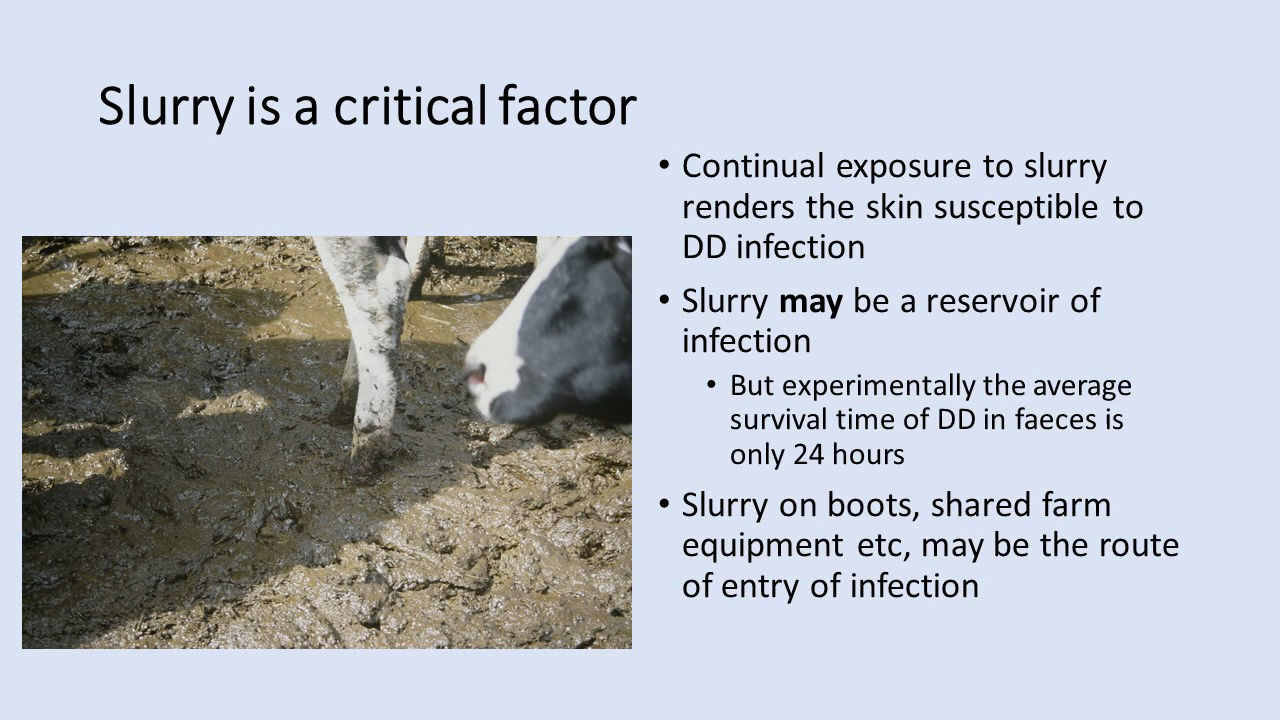 Slurry is a critical factor
• Continual exposure to slurry
renders the skin susceptible to
DD infection
• Slurry may be a reservoir of
infection
• But experimentally the average
survival time of DD in faeces is
only 24 hours
• Slurry on boots, shared farm
equipment etc, may be the route
of entry of infection